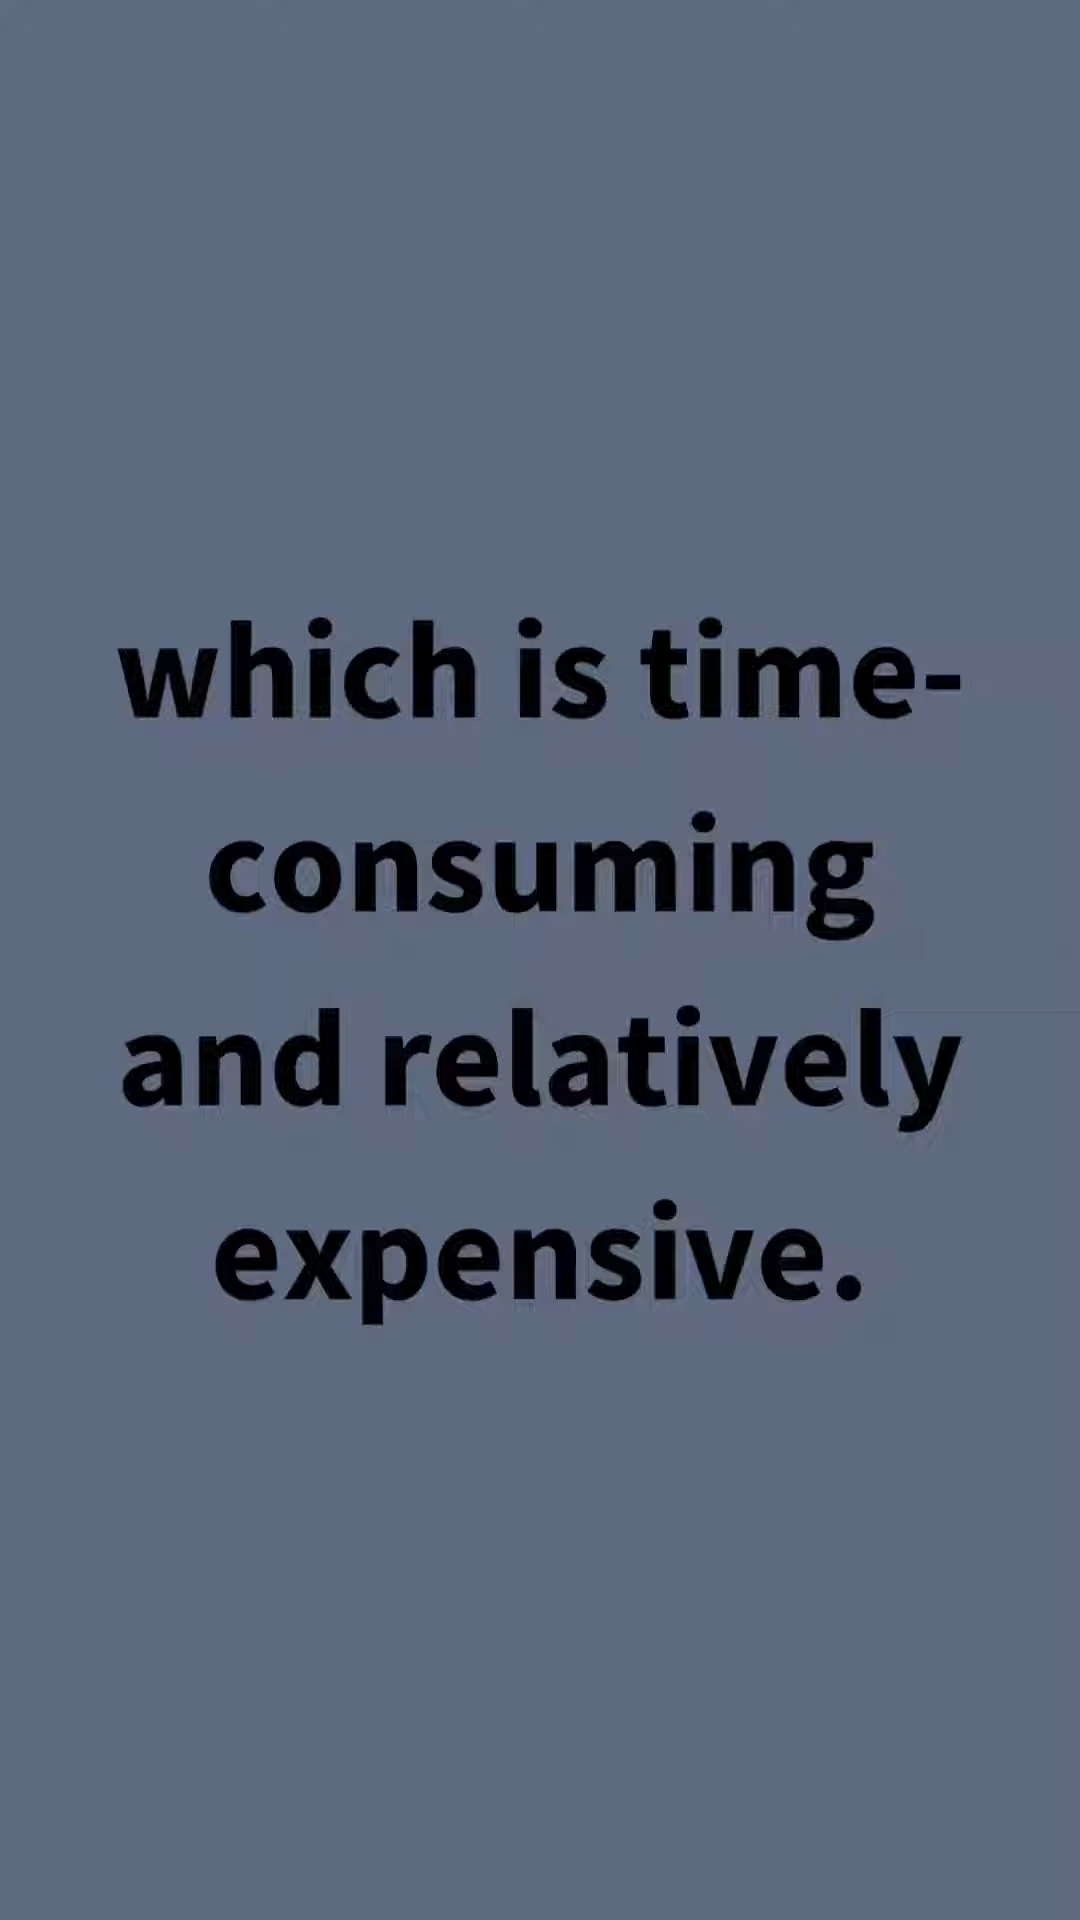 which is time-
consuming
and relatively
expensive.